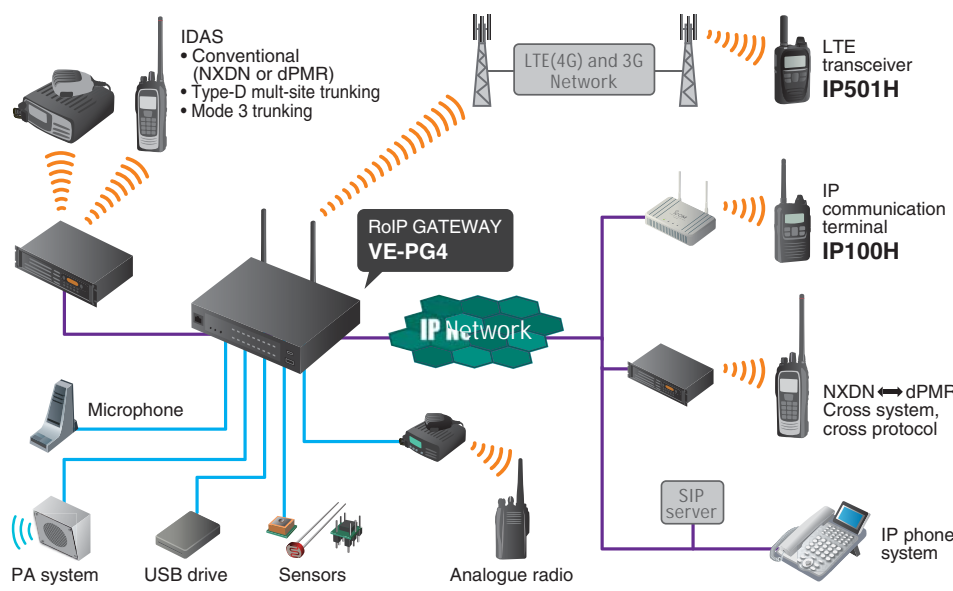 IDAS
• Conventional
(NXDN or dPMR)
• Type-D mult-site trunking
• Mode 3 trunking
LTE(4G) and 3G
Network
LTE
transceiver
IP501H
RoIP GATEWAY
VE-PG4
IP
communication
terminal
IP100H
IP Network
Microphone
NXDN ⟷ dPMR
Cross system,
cross protocol
SIP
server
IP phone
system
PA system
USB drive
Sensors
Analogue radio